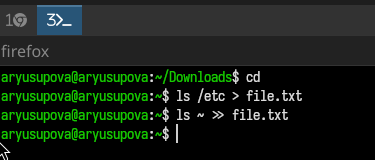 1
3>_
firefox
aryusupova@aryusupova:~/Downloads$ cd
aryusupova@aryusupova:~$ ls /etc > file.txt
aryusupova@aryusupova:~$ ls ~ >> file.txt
aryusupova@aryusupova:~$